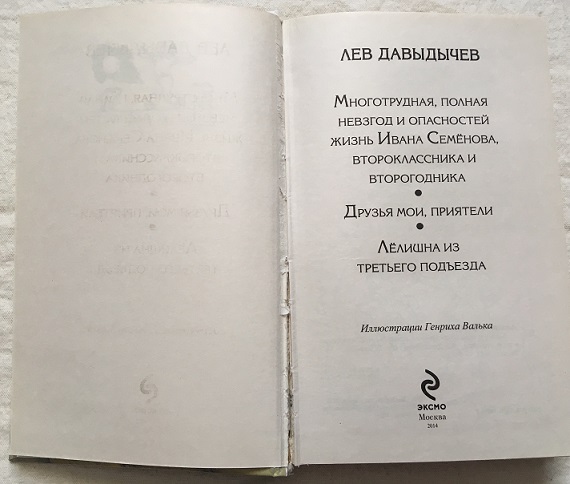 ЛЕВ ДАВЫДЫЧЕВ
МНОГОТРУДНАЯ, ПОЛНАЯ
НЕВЗГОД И ОПАСНОСТЕЙ
ЖИЗНЬ ИВАНА СЕМЁНОВА,
ВТОРОКЛАССНИКА И
ВТОРОГОДНИКА
•
ДРУЗЬЯ МОИ, ПРИЯТЕЛИ
•
ЛЁЛИШНА ИЗ
ТРЕТЬЕГО ПОДЪЕЗДА
Иллюстрации Генриха Валька
ЭКСМО
Москва
2014